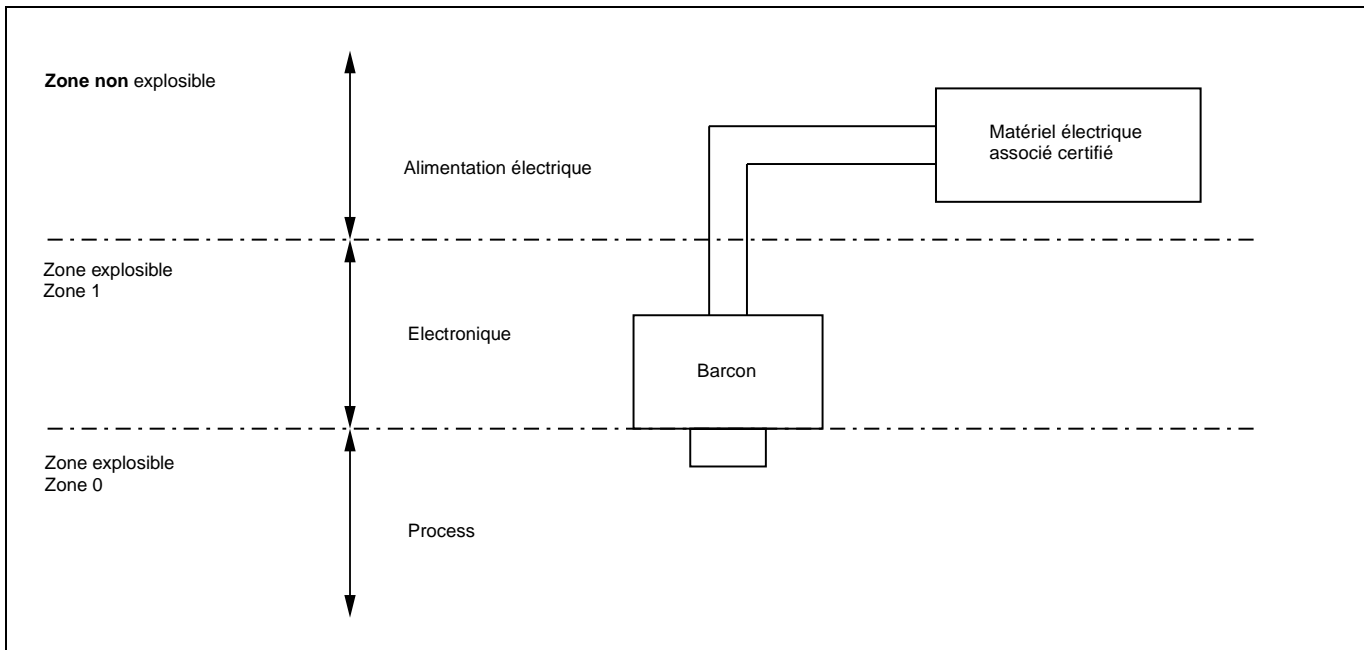 Zone non explosible
Matériel électrique
associé certifié
Alimentation électrique
Zone explosible
Zone 1
Electronique
Barcon
Zone explosible
Zone 0
Process